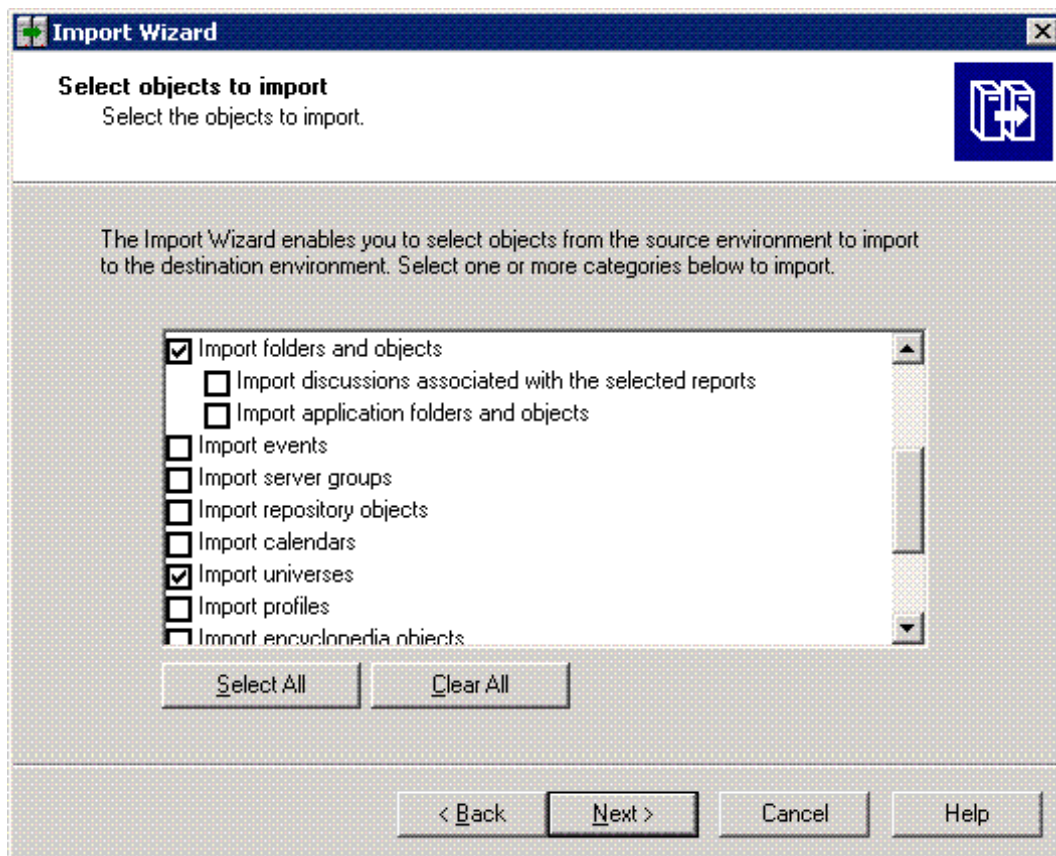 Import Wizard
Select objects to import
Select the objects to import.
The Import Wizard enables you to select objects from the source environment to import
to the destination environment. Select one or more categories below to import.
Import folders and objects
Import discussions associated with the selected reports
Import application folders and objects
Import events
Import server groups
Import repository objects
Import calendars
Import universes
Import profiles
Import encyclopedia objects
Select All
Clear All
< Back
Next >
Cancel
Help